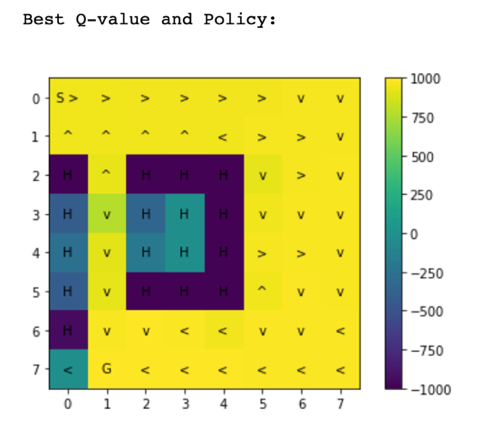 Best Q-value and Policy:
0 S > > > > > > v v
1 ^ ^ ^ ^ < > > v
2 H ^ H H H v > v
3 H v H H H v v v
4 H v H H H > > v
5 H v H H H ^ v v
6 H v v < < v v <
7 < G < < < < < <
0 1 2 3 4 5 6 7
1000
750
500
250
0
−250
−500
−750
−1000